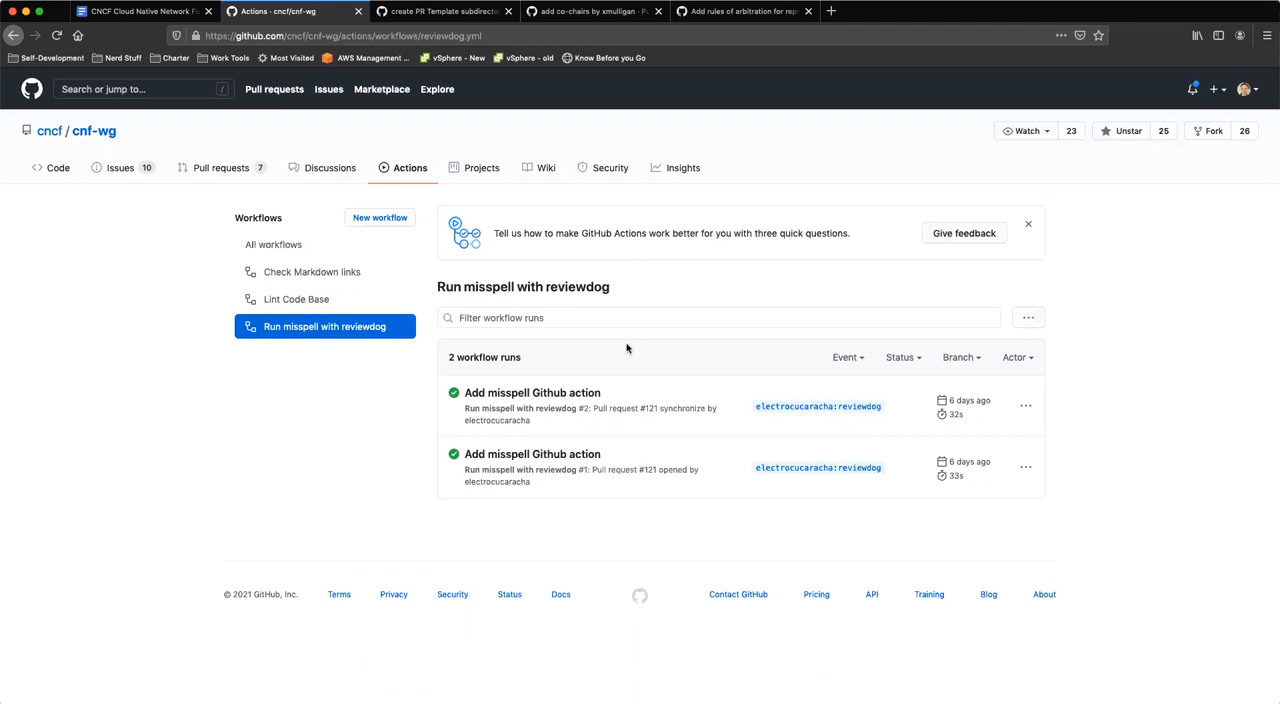 CNCF Cloud Native Network Fu
Actions · cncf/cnf-wg
create PR Template subdirector
add co-chairs by xmulligan · Pu
Add rules of arbitration for rep
https://github.com/cncf/cnf-wg/actions/workflows/reviewdog.yml
Self-Development
Nerd Stuff
Charter
Work Tools
Most Visited
AWS Management ...
vSphere - New
vSphere - old
Know Before you Go
Search or jump to...
/
Pull requests
Issues
Marketplace
Explore
cncf / cnf-wg
Watch
23
Unstar
25
Fork
26
Code
Issues 10
Pull requests 7
Discussions
Actions
Projects
Wiki
Security
Insights
Workflows
New workflow
All workflows
Check Markdown links
Lint Code Base
Run misspell with reviewdog
Tell us how to make GitHub Actions work better for you with three quick questions.
Give feedback
Run misspell with reviewdog
Filter workflow runs
2 workflow runs
Event
Status
Branch
Actor
Add misspell Github action
Run misspell with reviewdog #2: Pull request #121 synchronize by
electrocucaracha
electrocucaracha:reviewdog
6 days ago
32s
Add misspell Github action
Run misspell with reviewdog #1: Pull request #121 opened by
electrocucaracha
electrocucaracha:reviewdog
6 days ago
33s
© 2021 GitHub, Inc.
Terms
Privacy
Security
Status
Docs
Contact GitHub
Pricing
API
Training
Blog
About